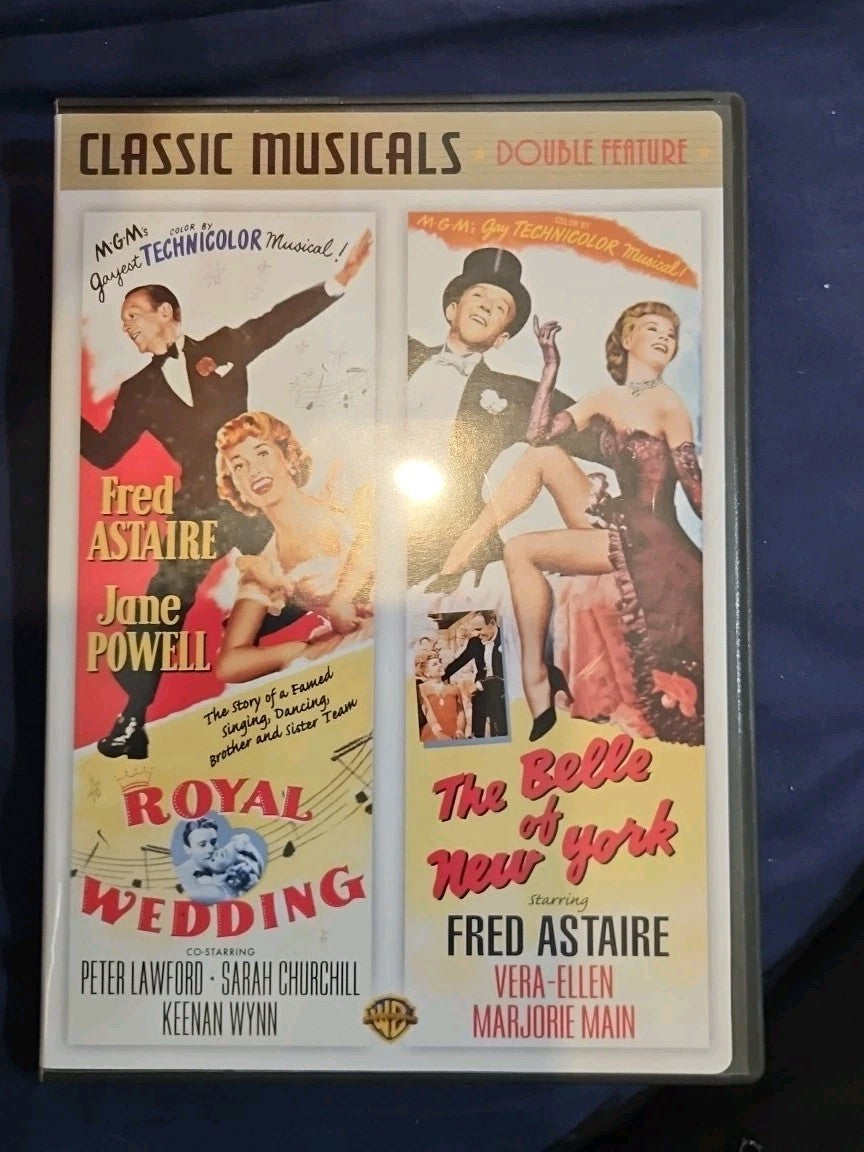 CLASSIC MUSICALS DOUBLE FEATURE
M-G-M's
gayest COLOR BY TECHNICOLOR Musical!
Fred
ASTAIRE
Jane
POWELL
The Story of a Famed
Singing, Dancing,
Brother and Sister Team
ROYAL
WEDDING
CO-STARRING
PETER LAWFORD · SARAH CHURCHILL
KEENAN WYNN
M-G-M's Gay COLOR BY TECHNICOLOR Musical!
The Belle
of
New York
Starring
FRED ASTAIRE
VERA-ELLEN
MARJORIE MAIN
WB